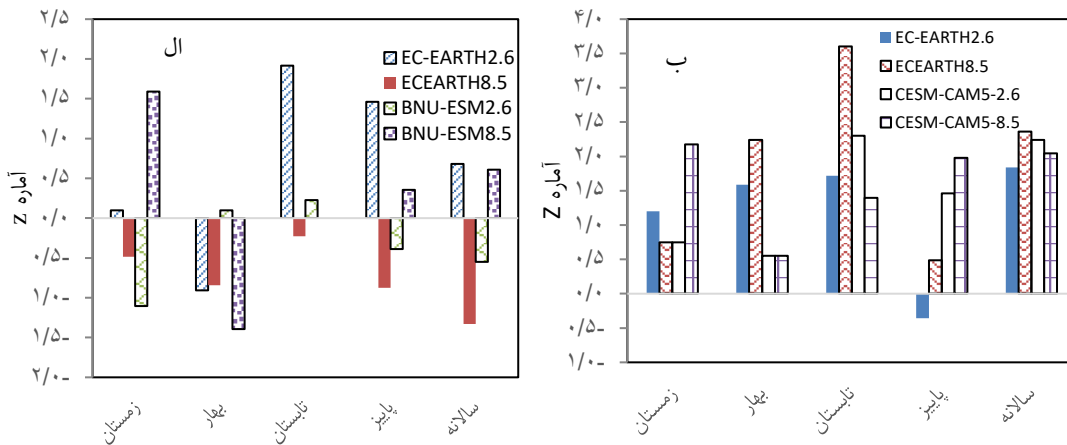 ال
EC-EARTH2.6
ECEARTH8.5
BNU-ESM2.6
BNU-ESM8.5
آماره Z
۲/۵
۲/۰
۱/۵
۱/۰
۰/۵
۰/۰
۰/۵-
۱/۰-
۱/۵-
۲/۰-
زمستان
بهار
تابستان
پاییز
سالانه
ب
EC-EARTH2.6
ECEARTH8.5
CESM-CAM5-2.6
CESM-CAM5-8.5
آماره Z
۴/۰
۳/۵
۳/۰
۲/۵
۲/۰
۱/۵
۱/۰
۰/۵
۰/۰
۰/۵-
۱/۰-
زمستان
بهار
تابستان
پاییز
سالانه